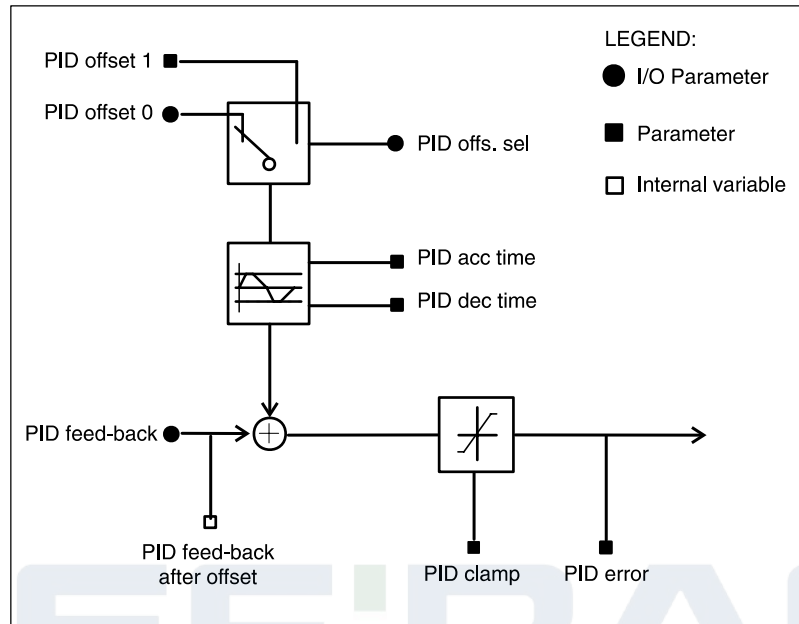 LEGEND:
I/O Parameter
Parameter
Internal variable
PID offset 1
PID offset 0
PID offs. sel
PID acc time
PID dec time
PID feed-back
PID feed-back
after offset
PID clamp
PID error